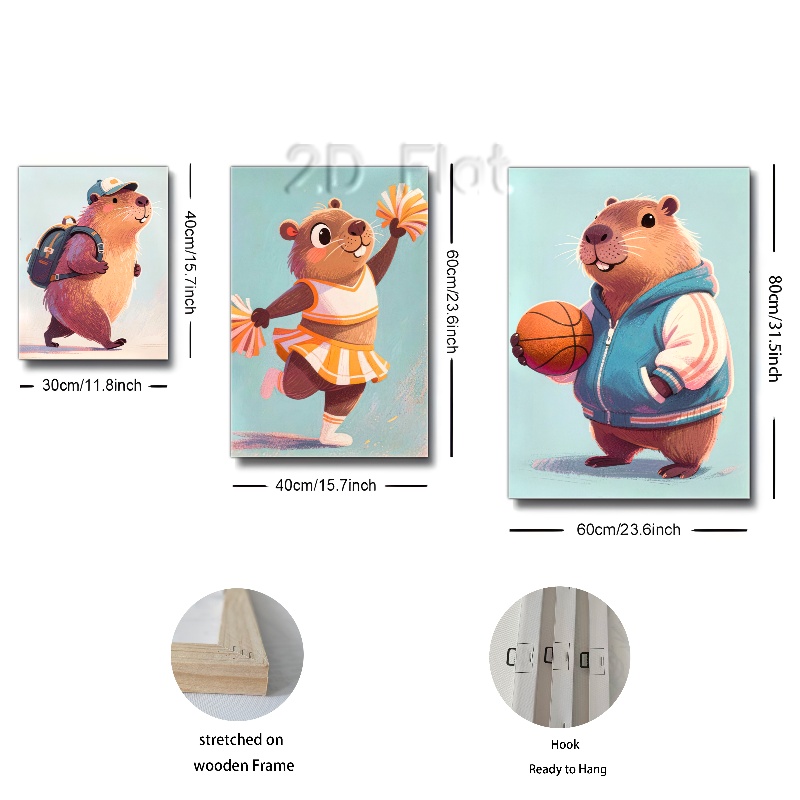 2D Flat
40cm/15.7inch
30cm/11.8inch
60cm/23.6inch
40cm/15.7inch
80cm/31.5inch
60cm/23.6inch
stretched on
wooden Frame
Hook
Ready to Hang